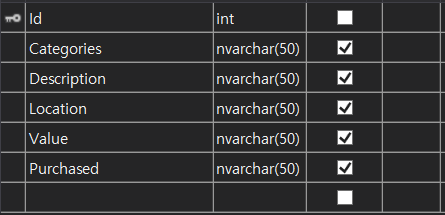 Id int
Categories nvarchar(50)
Description nvarchar(50)
Location nvarchar(50)
Value nvarchar(50)
Purchased nvarchar(50)